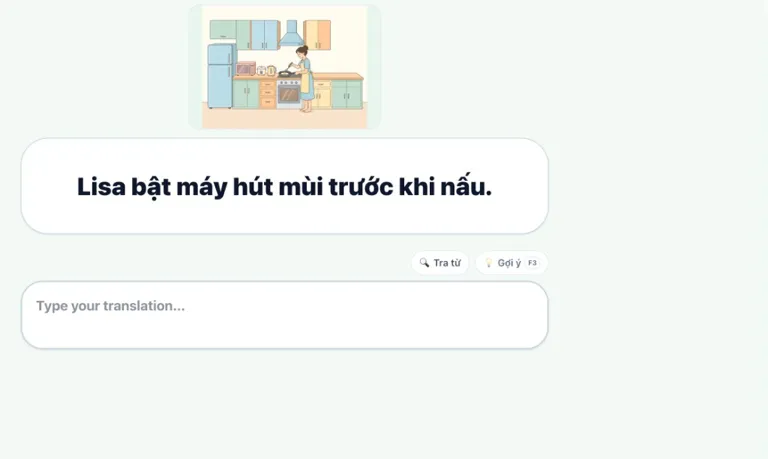 Lisa bật máy hút mùi trước khi nấu.
🔍 Tra từ
💡 Gợi ý F3
Type your translation...